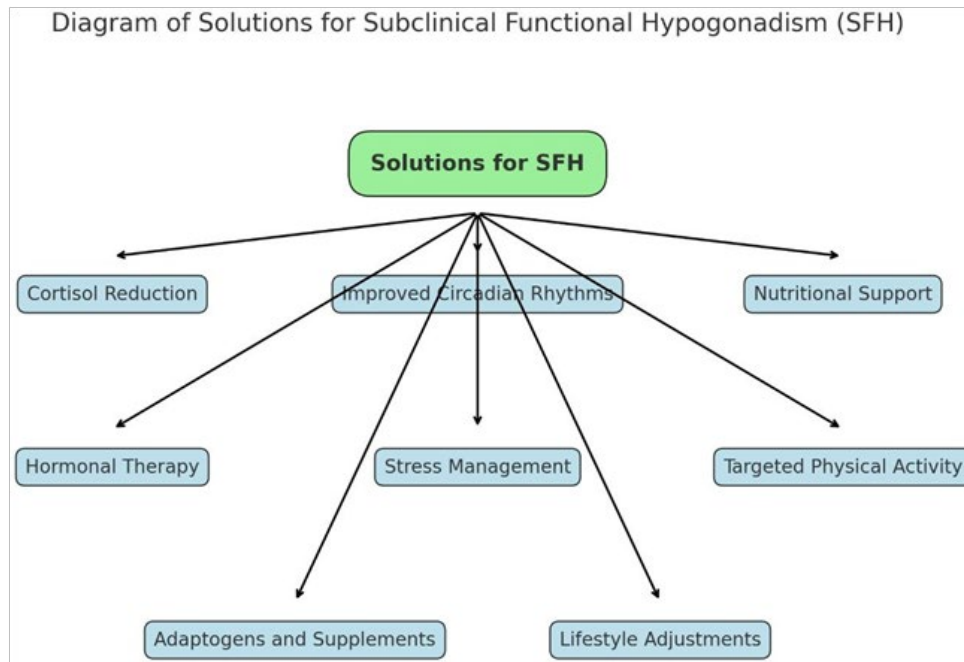 Diagram of Solutions for Subclinical Functional Hypogonadism (SFH)
Solutions for SFH
Cortisol Reduction
Improved Circadian Rhythms
Nutritional Support
Hormonal Therapy
Stress Management
Targeted Physical Activity
Adaptogens and Supplements
Lifestyle Adjustments